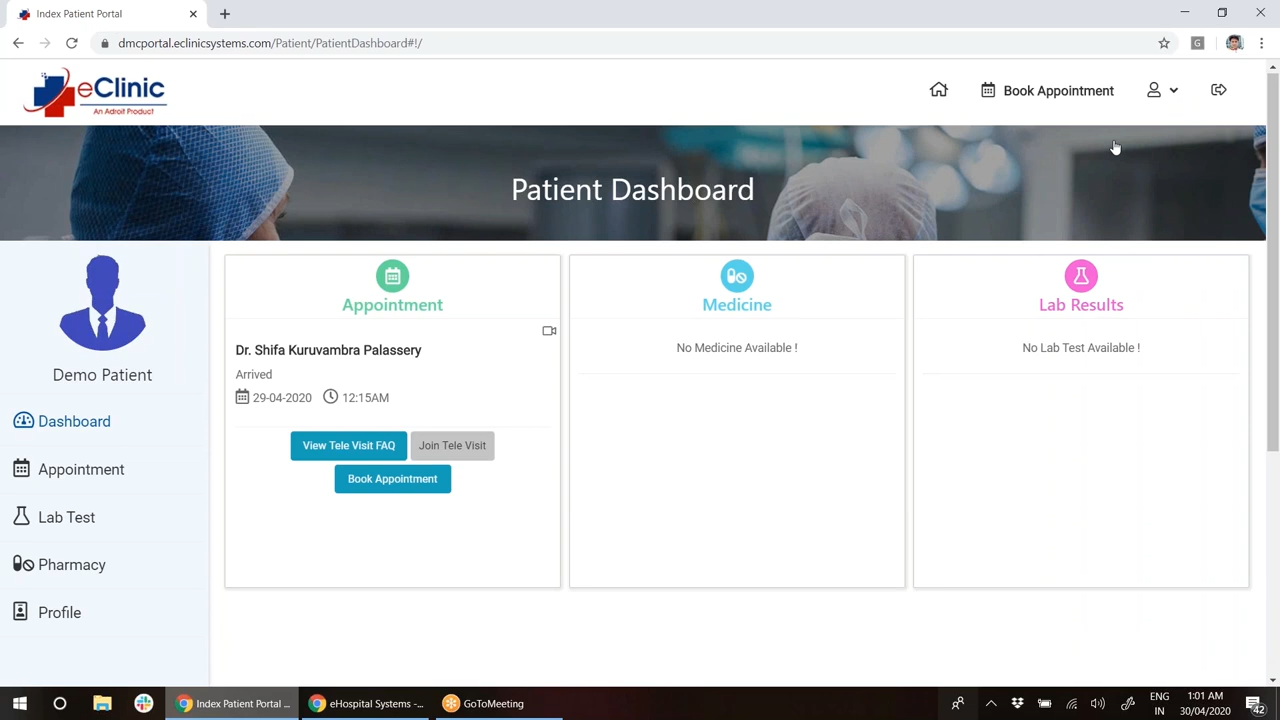 Index Patient Portal
dmcportal.eclinicsystems.com/Patient/PatientDashboard#!/
G
eClinic
An Adroit Product
Book Appointment
Patient Dashboard
Demo Patient
Dashboard
Appointment
Lab Test
Pharmacy
Profile
Appointment
Dr. Shifa Kuruvambra Palassery
Arrived
29-04-2020 12:15AM
View Tele Visit FAQ Join Tele Visit
Book Appointment
Medicine
No Medicine Available !
Lab Results
No Lab Test Available !
Index Patient Portal ... eHospital Systems -... GoToMeeting
ENG
IN
1:01 AM
30/04/2020
42